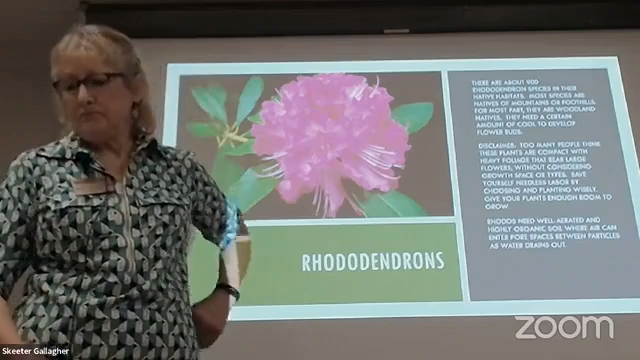 THERE ARE ABOUT 900
RHODODENDRON SPECIES IN THEIR
NATIVE HABITATS. MOST SPECIES ARE
NATIVES OF MOUNTAINS OR FOOTHILLS.
FOR MOST PART, THEY ARE WOODLAND
NATIVES. THEY NEED A CERTAIN
AMOUNT OF COOL TO DEVELOP
FLOWER BUDS.
DISCLAIMER: TOO MANY PEOPLE THINK
THESE PLANTS ARE COMPACT WITH
HEAVY FOLIAGE THAT BEAR LARGE
FLOWERS, WITHOUT CONSIDERING
GROWTH SPACE OR TYPES. SAVE
YOURSELF NEEDLESS LABOR BY
CHOOSING AND PLANTING WISELY.
GIVE YOUR PLANTS ENOUGH ROOM TO
GROW
RHODOS NEED WELL-AERATED AND
HIGHLY ORGANIC SOIL WHERE AIR CAN
ENTER PORE SPACES BETWEEN PARTICLES
AS WATER DRAINS OUT.
RHODODENDRONS
zoom
Skeeter Gallagher